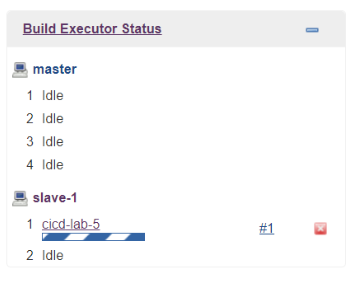 Build Executor Status
master
1 Idle
2 Idle
3 Idle
4 Idle
slave-1
1 cicd-lab-5 #1
2 Idle